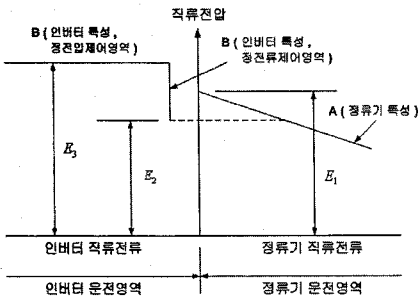 직류전압
B (인버터 특성,
정전압제어영역)
B (인버터 특성,
정전류제어영역)
A (정류기 특성)
E₃
E₂
E₁
인버터 직류전류
정류기 직류전류
인버터 운전영역
정류기 운전영역